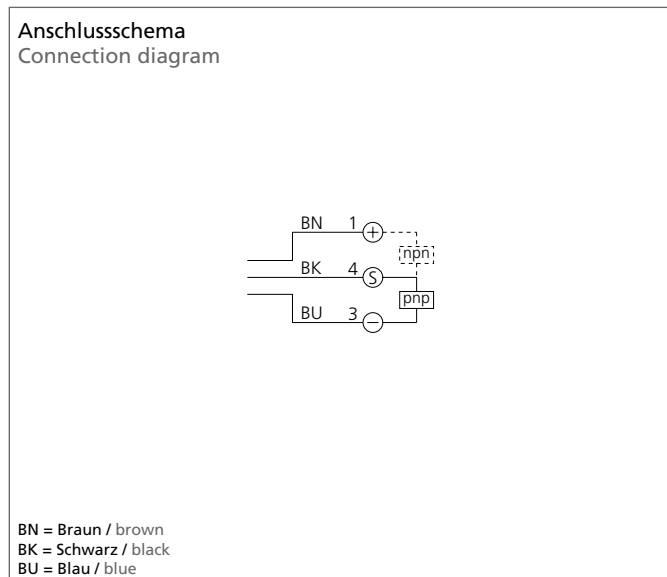 Anschlussschema
Connection diagram
BN 1 +
npn
BK 4 S
pnp
BU 3 −
BN = Braun / brown
BK = Schwarz / black
BU = Blau / blue